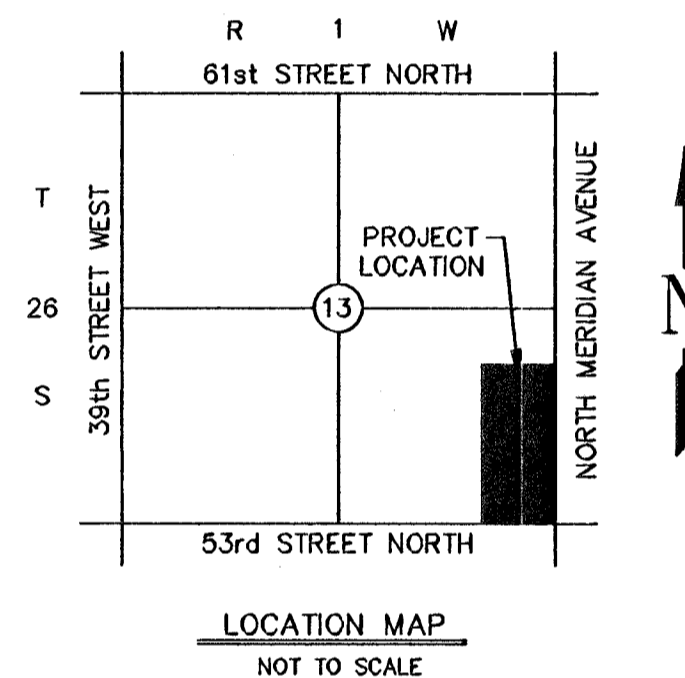 R 1 W
61st STREET NORTH
T
26
S
39th STREET WEST
PROJECT
LOCATION
13
NORTH MERIDIAN AVENUE
N
53rd STREET NORTH
LOCATION MAP
NOT TO SCALE